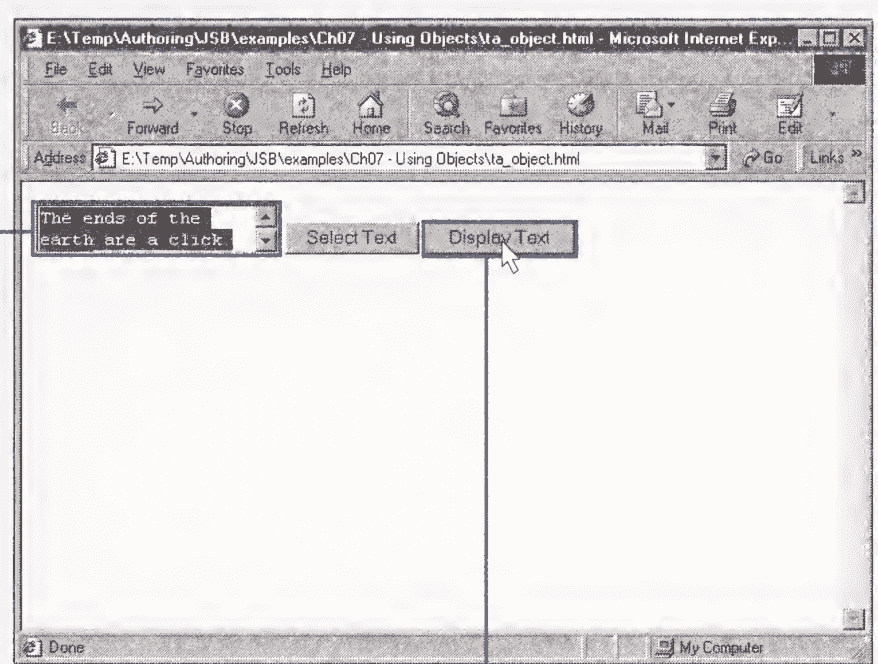 E:\Temp\Authoring\JSB\examples\Ch07 - Using Objects\ta_object.html - Microsoft Internet Exp...
File Edit View Favorites Tools Help
Back Forward Stop Refresh Home Search Favorites History Mail Print Edit
Address E:\Temp\Authoring\JSB\examples\Ch07 - Using Objects\ta_object.html Go Links »
The ends of the
earth are a click
Select Text Display Text
Done My Computer